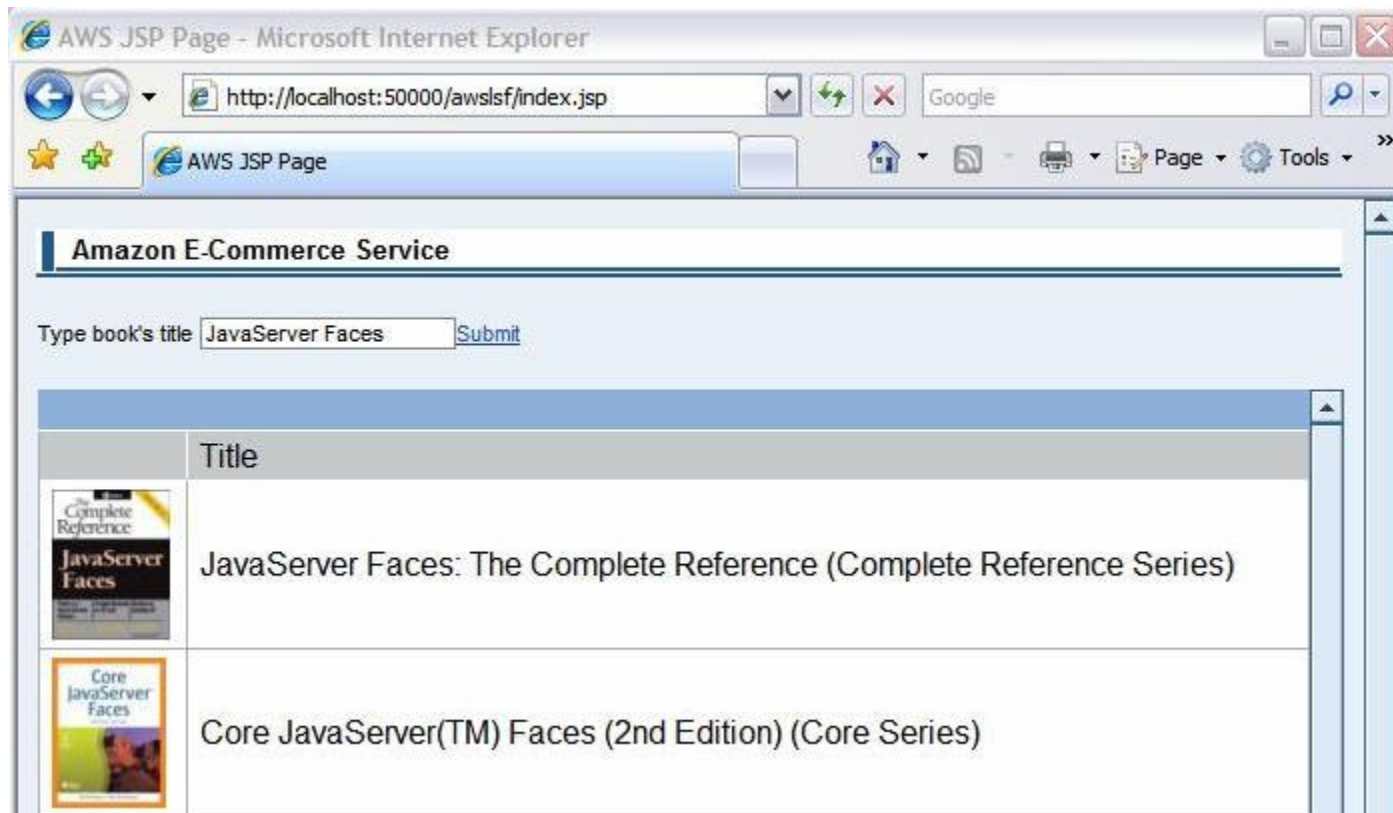 AWS JSP Page - Microsoft Internet Explorer
http://localhost:50000/awslsf/index.jsp
Google
AWS JSP Page
Page
Tools
»
Amazon E-Commerce Service
Type book's title JavaServer Faces Submit
Title
The
Complete
Reference
JavaServer
Faces
JavaServer Faces: The Complete Reference (Complete Reference Series)
Core
JavaServer
Faces
Core JavaServer(TM) Faces (2nd Edition) (Core Series)